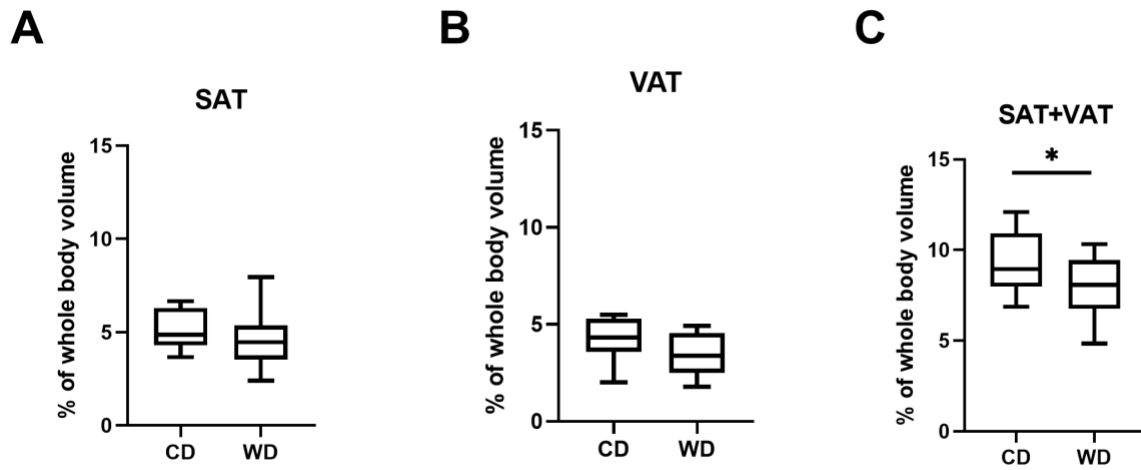 A
SAT
% of whole body volume
15
10
5
0
CD WD
B
VAT
% of whole body volume
15
10
5
0
CD WD
C
SAT+VAT
*
% of whole body volume
15
10
5
0
CD WD